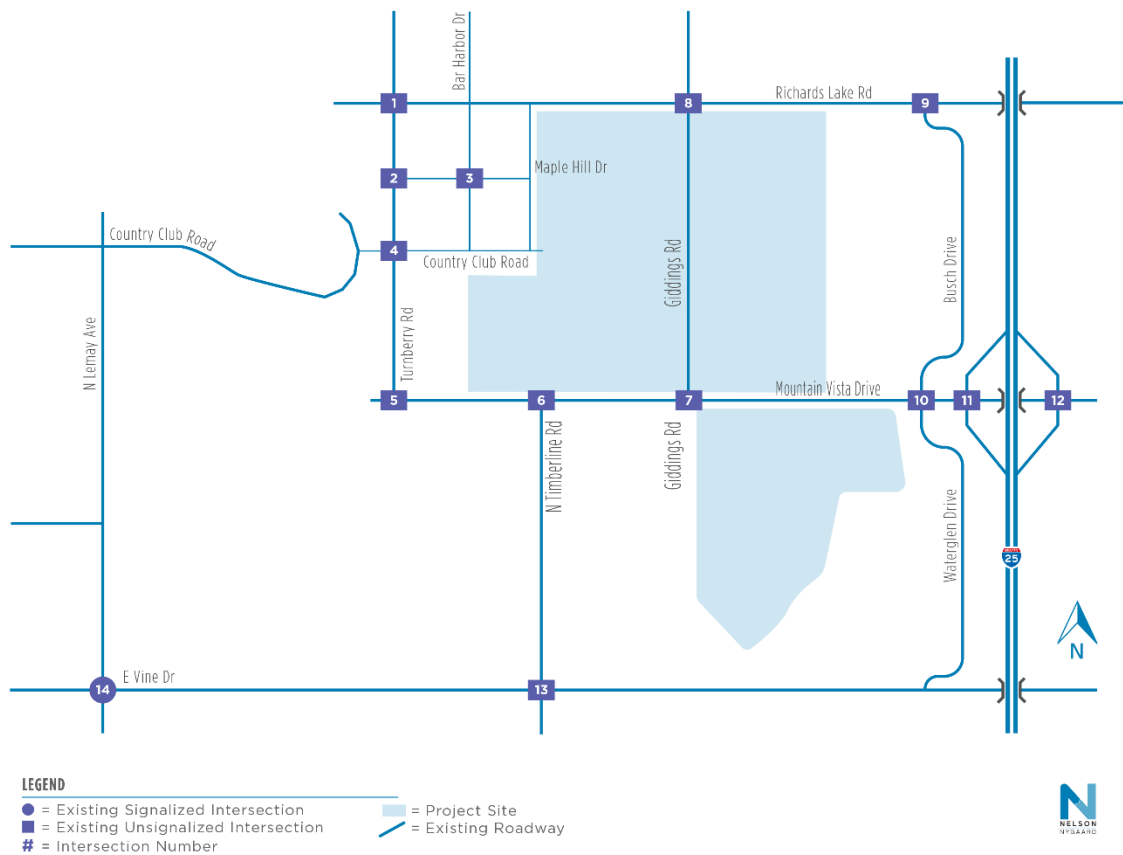 Bar Harbor Dr
1
8
Richards Lake Rd
9
2
3
Maple Hill Dr
Country Club Road
4
Country Club Road
Giddings Rd
Busch Drive
N Lemay Ave
Turnberry Rd
Mountain Vista Drive
5
6
7
10
11
12
N Timberline Rd
Giddings Rd
Waterglen Drive
25
N
E Vine Dr
14
13
LEGEND
= Existing Signalized Intersection
= Existing Unsignalized Intersection
# = Intersection Number
= Project Site
= Existing Roadway
NELSON
NYGAARD